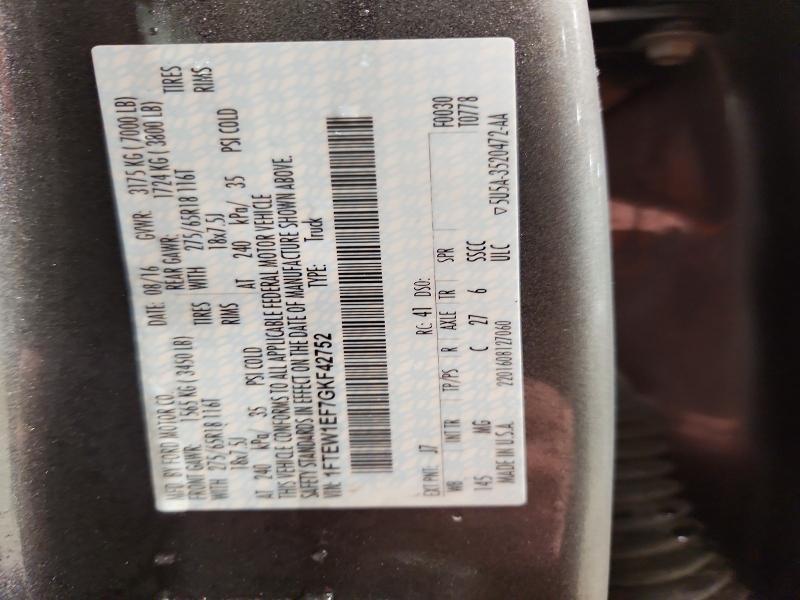 MFD. BY FORD MOTOR CO.
DATE: 08/16 GVWR: 3175 KG ( 7000 LB)
FRONT GAWR: 1565 KG ( 3450 LB) REAR GAWR: 1724 KG ( 3800 LB)
WITH 275/65R18 116T TIRES WITH 275/65R18 116T TIRES
18x7.5J RIMS 18x7.5J RIMS
AT 240 kPa/ 35 PSI COLD AT 240 kPa/ 35 PSI COLD
THIS VEHICLE CONFORMS TO ALL APPLICABLE FEDERAL MOTOR VEHICLE
SAFETY STANDARDS IN EFFECT ON THE DATE OF MANUFACTURE SHOWN ABOVE.
VIN: 1FTEW1EF7GKF42752 TYPE: Truck
EXT PNT: J7 RC: 41 DSO: F0030
WB INTTR TP/PS R AXLE TR SPR T0778
145 MG C 27 6 SSCC
MADE IN U.S.A. 2201608127060 ULC ▽5U5A-3520472-AA